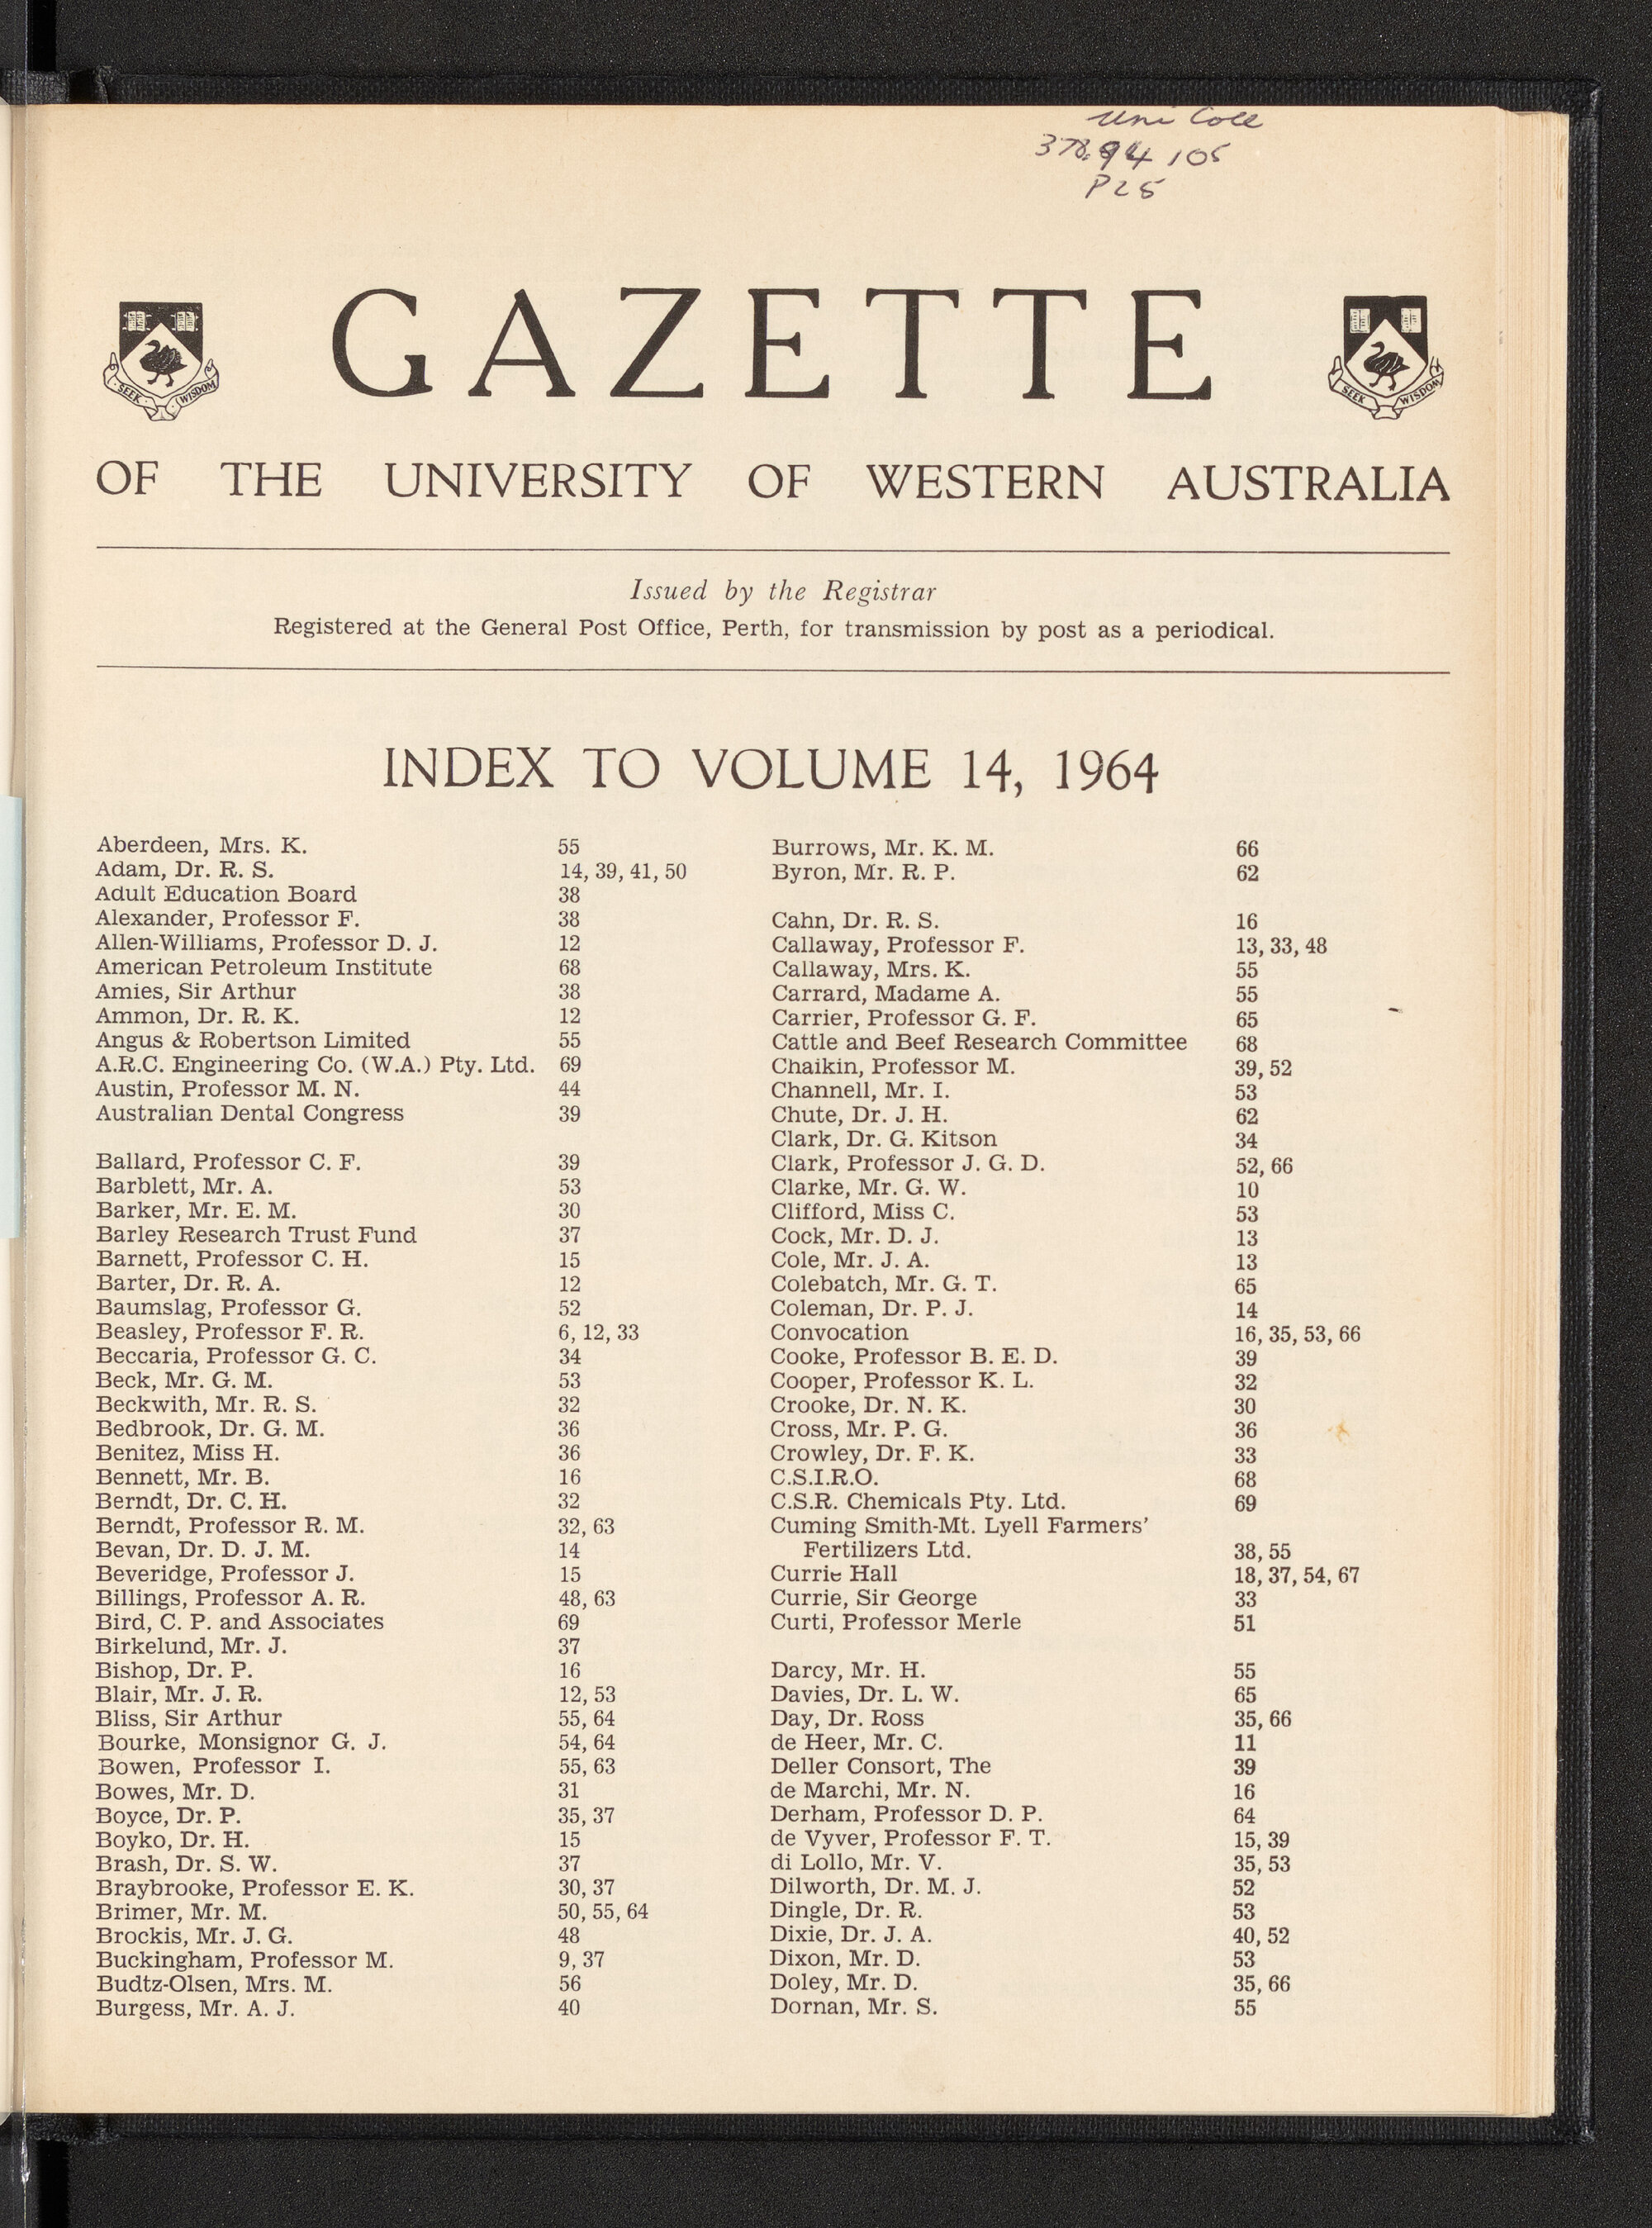 Uni Coll
378.94 105
P25
GAZETTE
SEEK WISDOM
SEEK WISDOM
OF THE UNIVERSITY OF WESTERN AUSTRALIA
Issued by the Registrar
Registered at the General Post Office, Perth, for transmission by post as a periodical.
INDEX TO VOLUME 14, 1964
Aberdeen, Mrs. K. 55
Adam, Dr. R. S. 14, 39, 41, 50
Adult Education Board 38
Alexander, Professor F. 38
Allen-Williams, Professor D. J. 12
American Petroleum Institute 68
Amies, Sir Arthur 38
Ammon, Dr. R. K. 12
Angus & Robertson Limited 55
A.R.C. Engineering Co. (W.A.) Pty. Ltd. 69
Austin, Professor M. N. 44
Australian Dental Congress 39
Ballard, Professor C. F. 39
Barblett, Mr. A. 53
Barker, Mr. E. M. 30
Barley Research Trust Fund 37
Barnett, Professor C. H. 15
Barter, Dr. R. A. 12
Baumslag, Professor G. 52
Beasley, Professor F. R. 6, 12, 33
Beccaria, Professor G. C. 34
Beck, Mr. G. M. 53
Beckwith, Mr. R. S. 32
Bedbrook, Dr. G. M. 36
Benitez, Miss H. 36
Bennett, Mr. B. 16
Berndt, Dr. C. H. 32
Berndt, Professor R. M. 32, 63
Bevan, Dr. D. J. M. 14
Beveridge, Professor J. 15
Billings, Professor A. R. 48, 63
Bird, C. P. and Associates 69
Birkelund, Mr. J. 37
Bishop, Dr. P. 16
Blair, Mr. J. R. 12, 53
Bliss, Sir Arthur 55, 64
Bourke, Monsignor G. J. 54, 64
Bowen, Professor I. 55, 63
Bowes, Mr. D. 31
Boyce, Dr. P. 35, 37
Boyko, Dr. H. 15
Brash, Dr. S. W. 37
Braybrooke, Professor E. K. 30, 37
Brimer, Mr. M. 50, 55, 64
Brockis, Mr. J. G. 48
Buckingham, Professor M. 9, 37
Budtz-Olsen, Mrs. M. 56
Burgess, Mr. A. J. 40
Burrows, Mr. K. M. 66
Byron, Mr. R. P. 62
Cahn, Dr. R. S. 16
Callaway, Professor F. 13, 33, 48
Callaway, Mrs. K. 55
Carrard, Madame A. 55
Carrier, Professor G. F. 65
Cattle and Beef Research Committee 68
Chaikin, Professor M. 39, 52
Channell, Mr. I. 53
Chute, Dr. J. H. 62
Clark, Dr. G. Kitson 34
Clark, Professor J. G. D. 52, 66
Clarke, Mr. G. W. 10
Clifford, Miss C. 53
Cock, Mr. D. J. 13
Cole, Mr. J. A. 13
Colebatch, Mr. G. T. 65
Coleman, Dr. P. J. 14
Convocation 16, 35, 53, 66
Cooke, Professor B. E. D. 39
Cooper, Professor K. L. 32
Crooke, Dr. N. K. 30
Cross, Mr. P. G. 36
Crowley, Dr. F. K. 33
C.S.I.R.O. 68
C.S.R. Chemicals Pty. Ltd. 69
Cuming Smith-Mt. Lyell Farmers'
Fertilizers Ltd. 38, 55
Currie Hall 18, 37, 54, 67
Currie, Sir George 33
Curti, Professor Merle 51
Darcy, Mr. H. 55
Davies, Dr. L. W. 65
Day, Dr. Ross 35, 66
de Heer, Mr. C. 11
Deller Consort, The 39
de Marchi, Mr. N. 16
Derham, Professor D. P. 64
de Vyver, Professor F. T. 15, 39
di Lollo, Mr. V. 35, 53
Dilworth, Dr. M. J. 52
Dingle, Dr. R. 53
Dixie, Dr. J. A. 40, 52
Dixon, Mr. D. 53
Doley, Mr. D. 35, 66
Dornan, Mr. S. 55